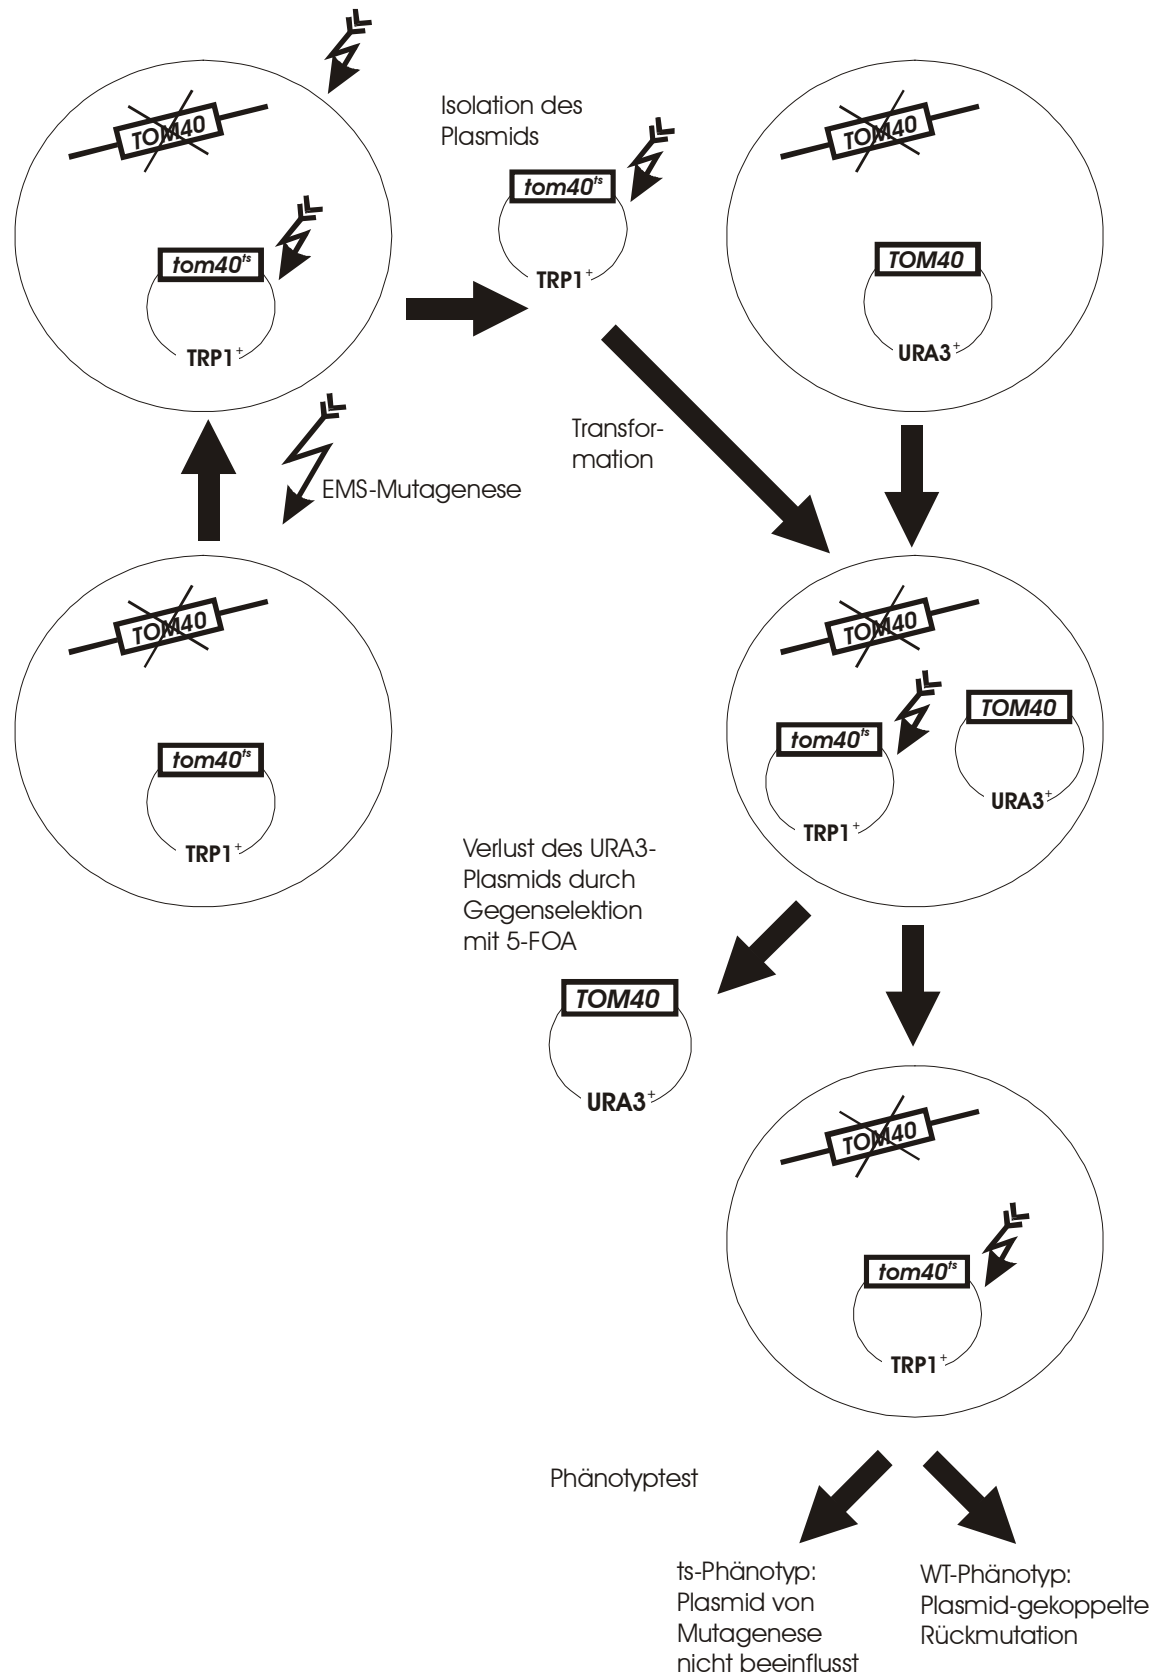 TOM40
tom40ts
TRP1+
Isolation des
Plasmids
tom40ts
TRP1+
TOM40
TOM40
URA3+
EMS-Mutagenese
Transfor-
mation
TOM40
tom40ts
TRP1+
TOM40
tom40ts
TRP1+
TOM40
URA3+
Verlust des URA3-
Plasmids durch
Gegenselektion
mit 5-FOA
TOM40
URA3+
TOM40
tom40ts
TRP1+
Phänotyptest
ts-Phänotyp:
Plasmid von
Mutagenese
nicht beeinflusst
WT-Phänotyp:
Plasmid-gekoppelte
Rückmutation